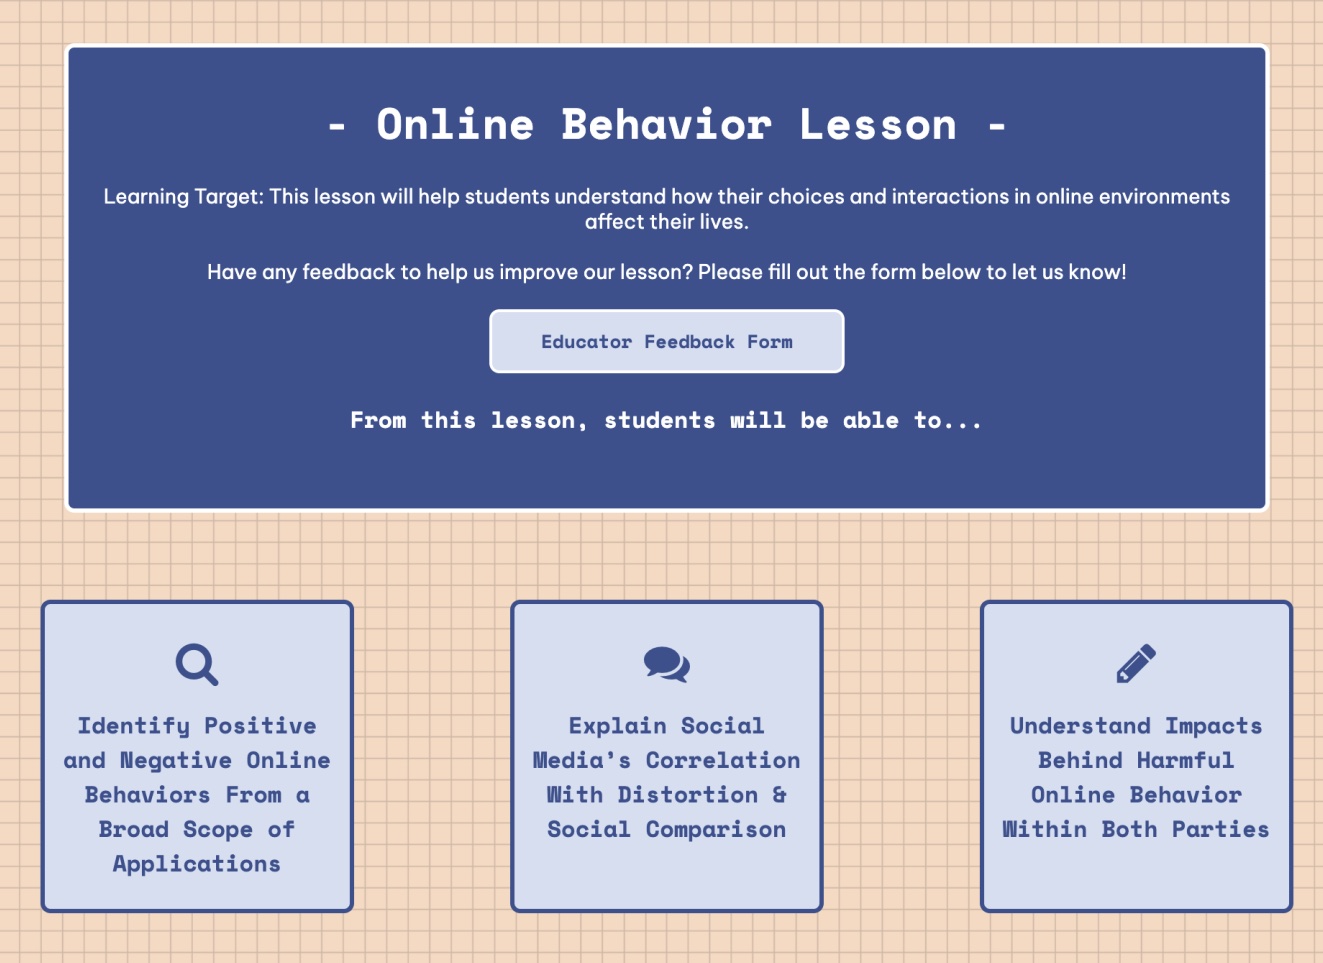 - Online Behavior Lesson -
Learning Target: This lesson will help students understand how their choices and interactions in online environments
affect their lives.
Have any feedback to help us improve our lesson? Please fill out the form below to let us know!
Educator Feedback Form
From this lesson, students will be able to...
Identify Positive
and Negative Online
Behaviors From a
Broad Scope of
Applications
Explain Social
Media’s Correlation
With Distortion &
Social Comparison
Understand Impacts
Behind Harmful
Online Behavior
Within Both Parties